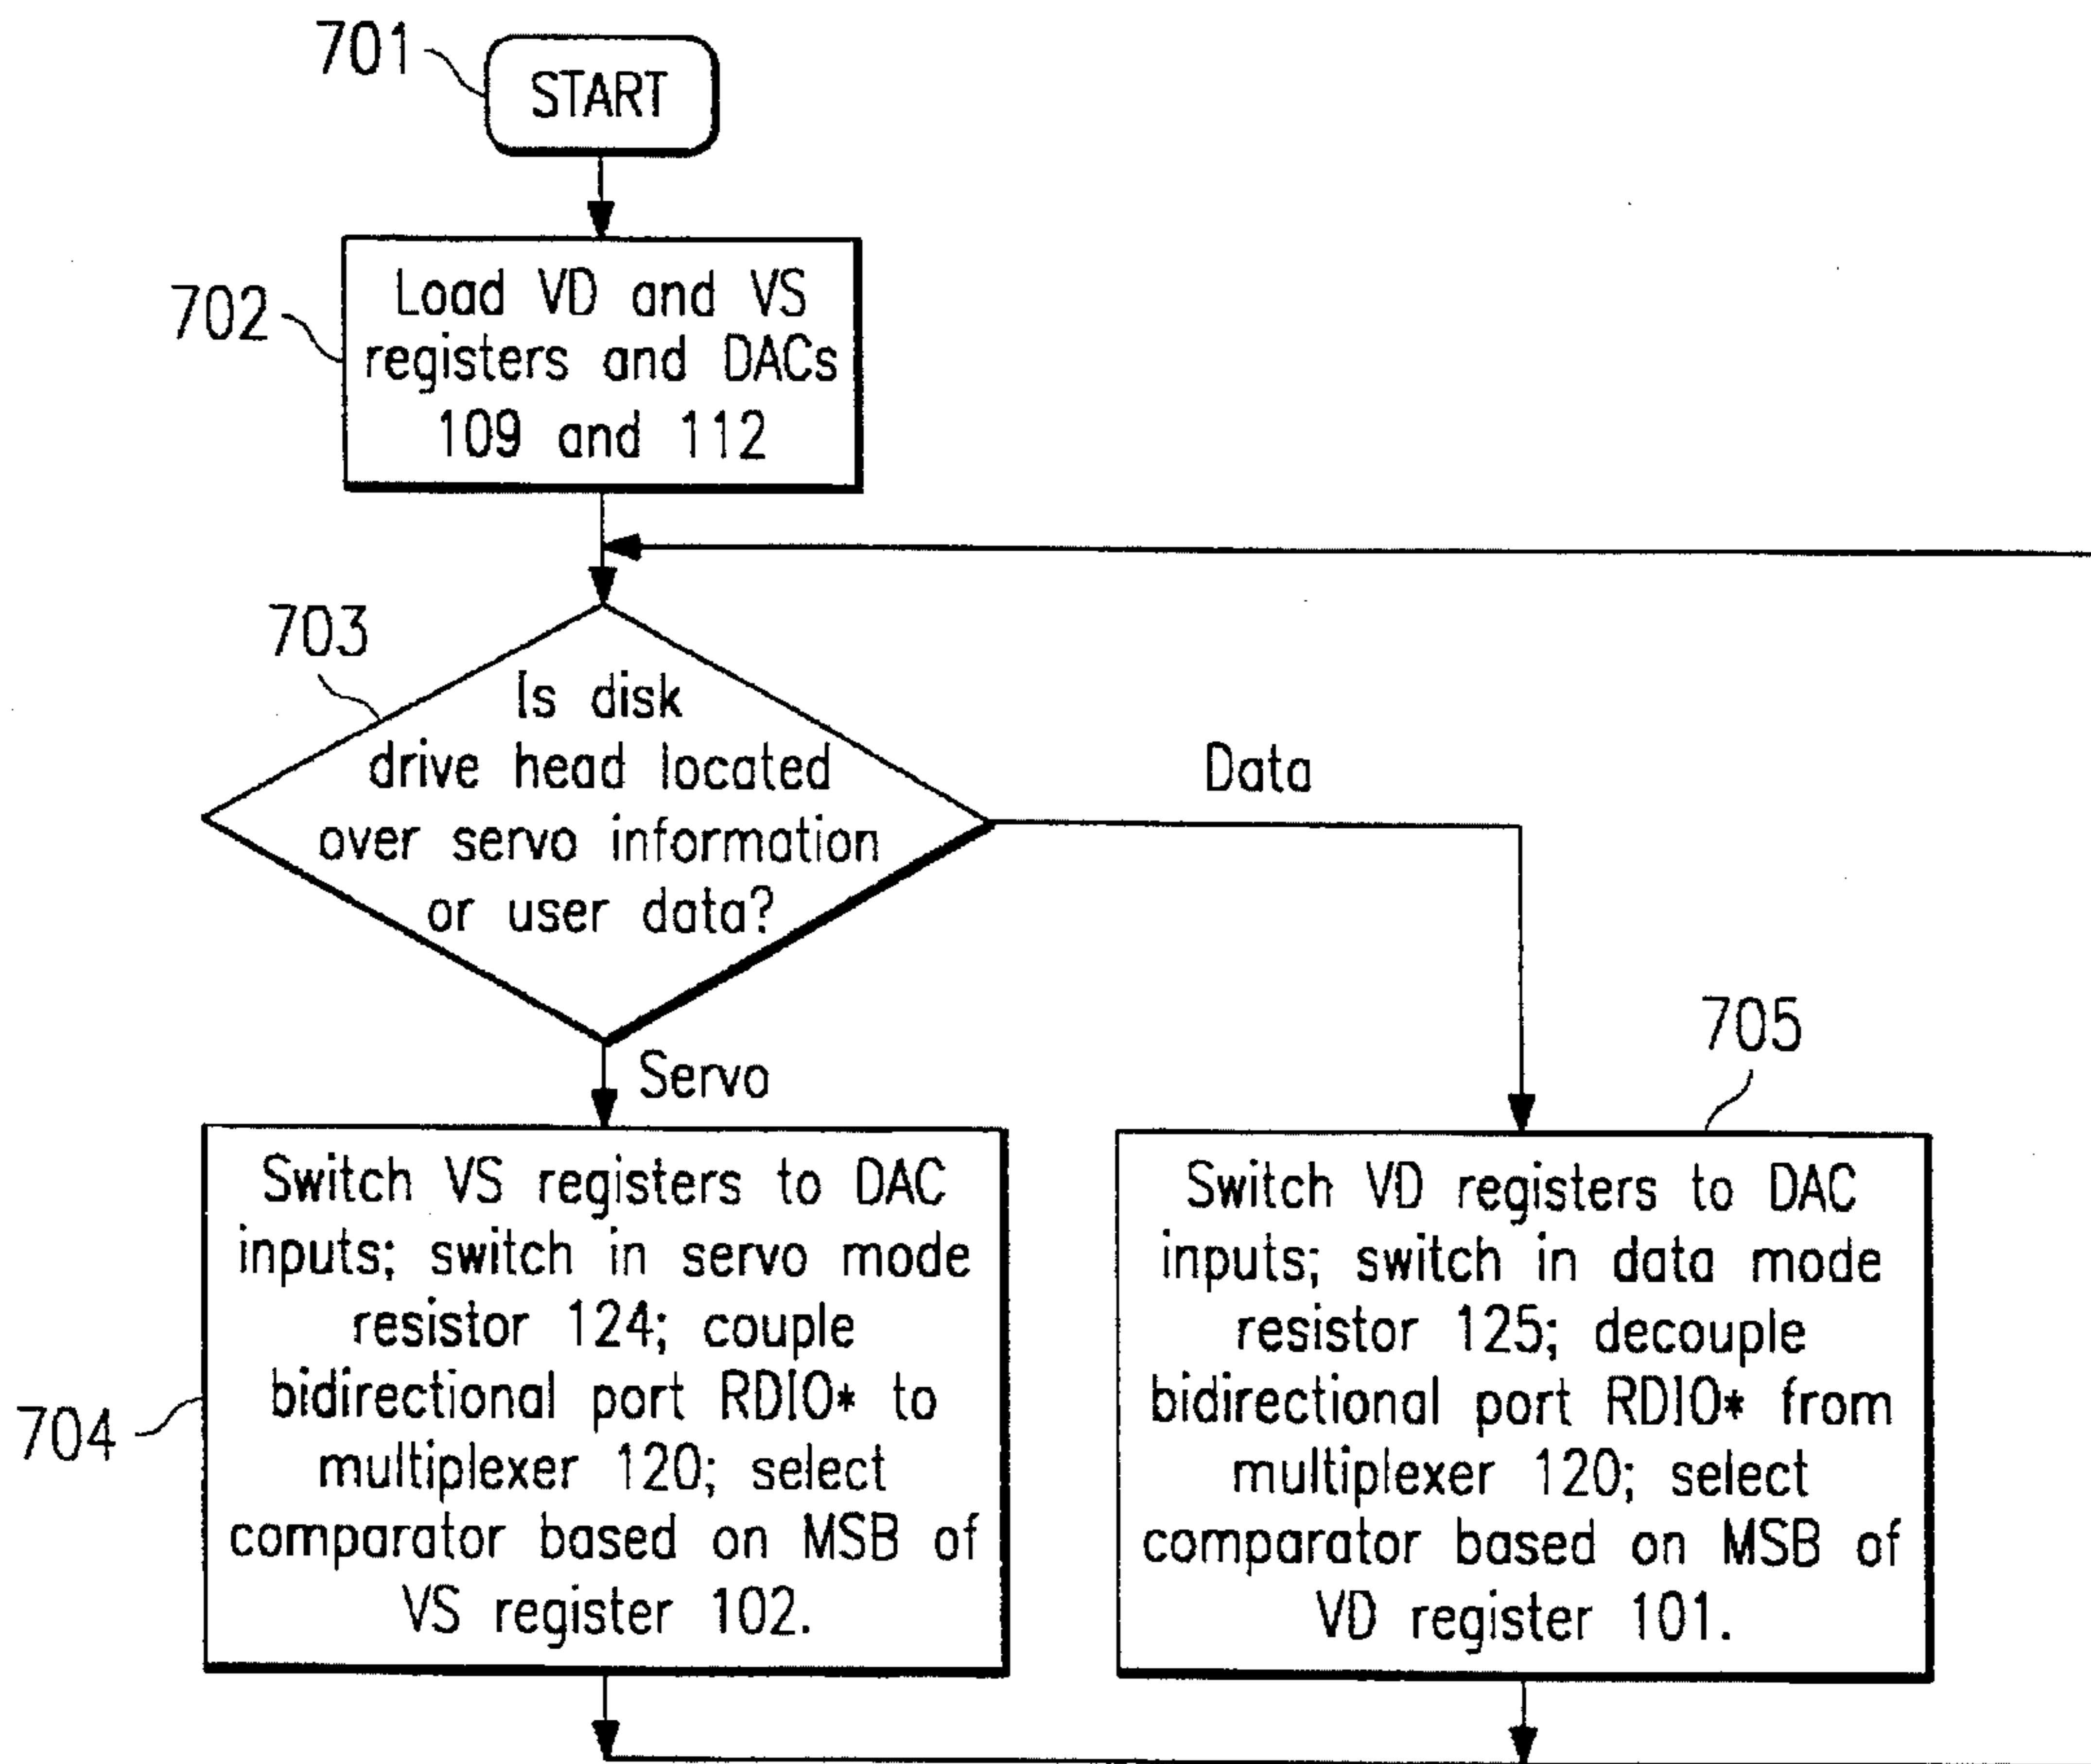 701
START
702
Load VD and VS
registers and DACs
109 and 112
703
Is disk
drive head located
over servo information
or user data?
Data
Servo
705
704
Switch VS registers to DAC
inputs; switch in servo mode
resistor 124; couple
bidirectional port RDIO* to
multiplexer 120; select
comparator based on MSB of
VS register 102.
Switch VD registers to DAC
inputs; switch in data mode
resistor 125; decouple
bidirectional port RDIO* from
multiplexer 120; select
comparator based on MSB of
VD register 101.